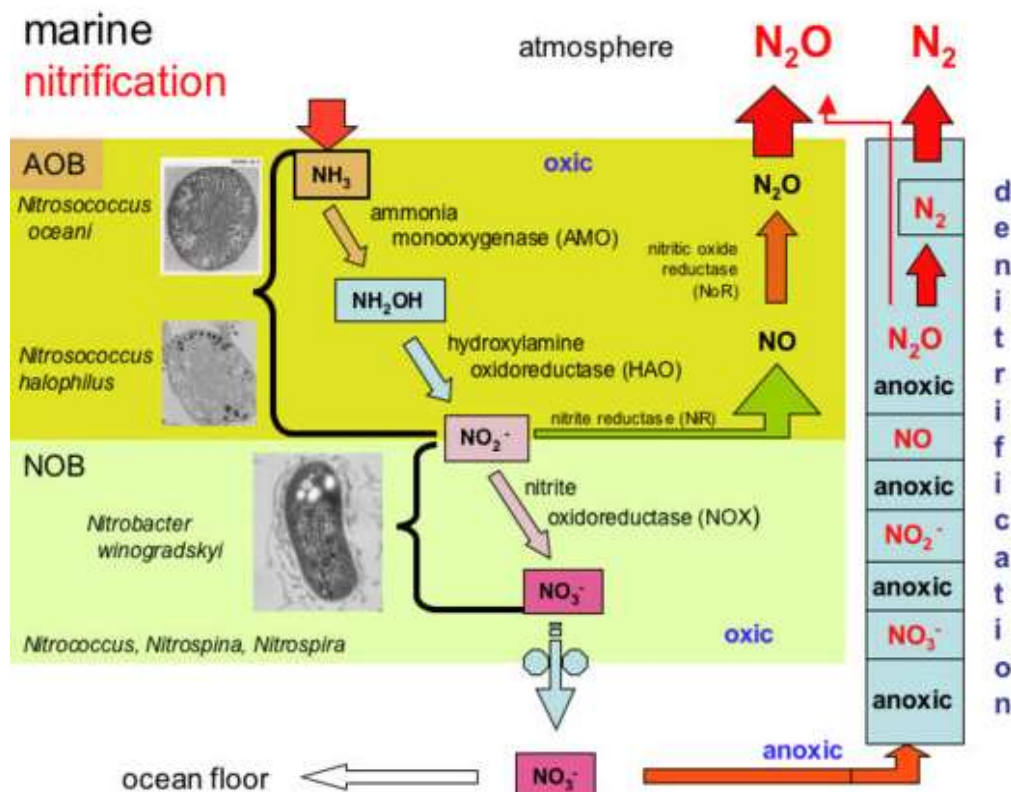 marine
nitrification
atmosphere
N₂O
N₂
AOB
Nitrosococcus
oceani
NH₃
oxic
ammonia
monooxygenase (AMO)
N₂O
nitritic oxide
reductase
(NoR)
N₂
NH₂OH
Nitrosococcus
halophilus
hydroxylamine
oxidoreductase (HAO)
NO
N₂O
anoxic
NO₂⁻
nitrite reductase (NiR)
NO
NOB
anoxic
nitrite
oxidoreductase (NOX)
Nitrobacter
winogradskyi
NO₂⁻
anoxic
NO₃⁻
NO₃⁻
Nitrococcus, Nitrospina, Nitrospira
oxic
anoxic
denitrification
anoxic
ocean floor
NO₃⁻